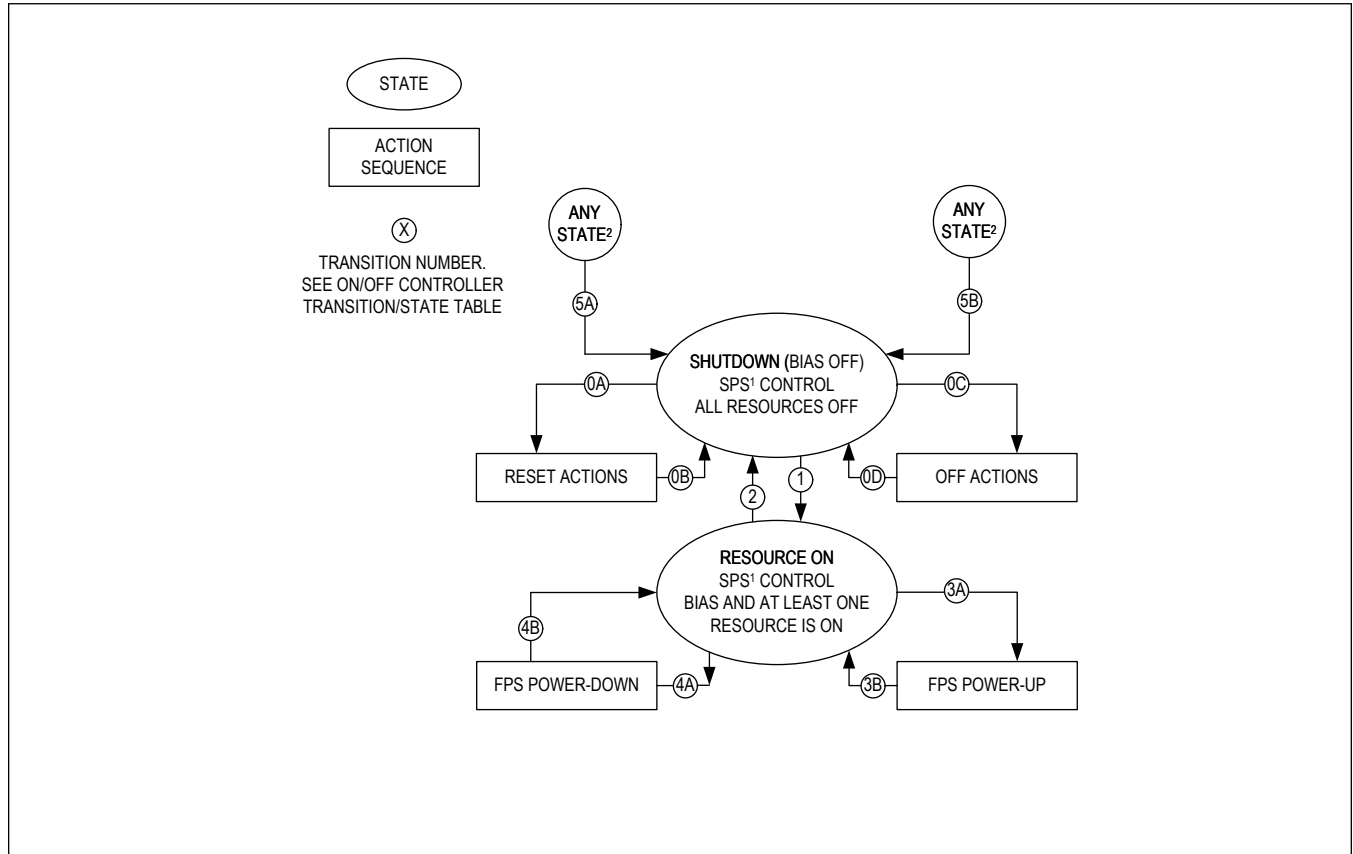 STATE
ACTION
SEQUENCE
X
TRANSITION NUMBER.
SEE ON/OFF CONTROLLER
TRANSITION/STATE TABLE
ANY
STATE²
ANY
STATE²
5A
5B
SHUTDOWN (BIAS OFF)
SPS¹ CONTROL
ALL RESOURCES OFF
0A
0C
RESET ACTIONS
0B
2
1
0D
OFF ACTIONS
RESOURCE ON
SPS¹ CONTROL
BIAS AND AT LEAST ONE
RESOURCE IS ON
3A
4B
FPS POWER-DOWN
4A
3B
FPS POWER-UP